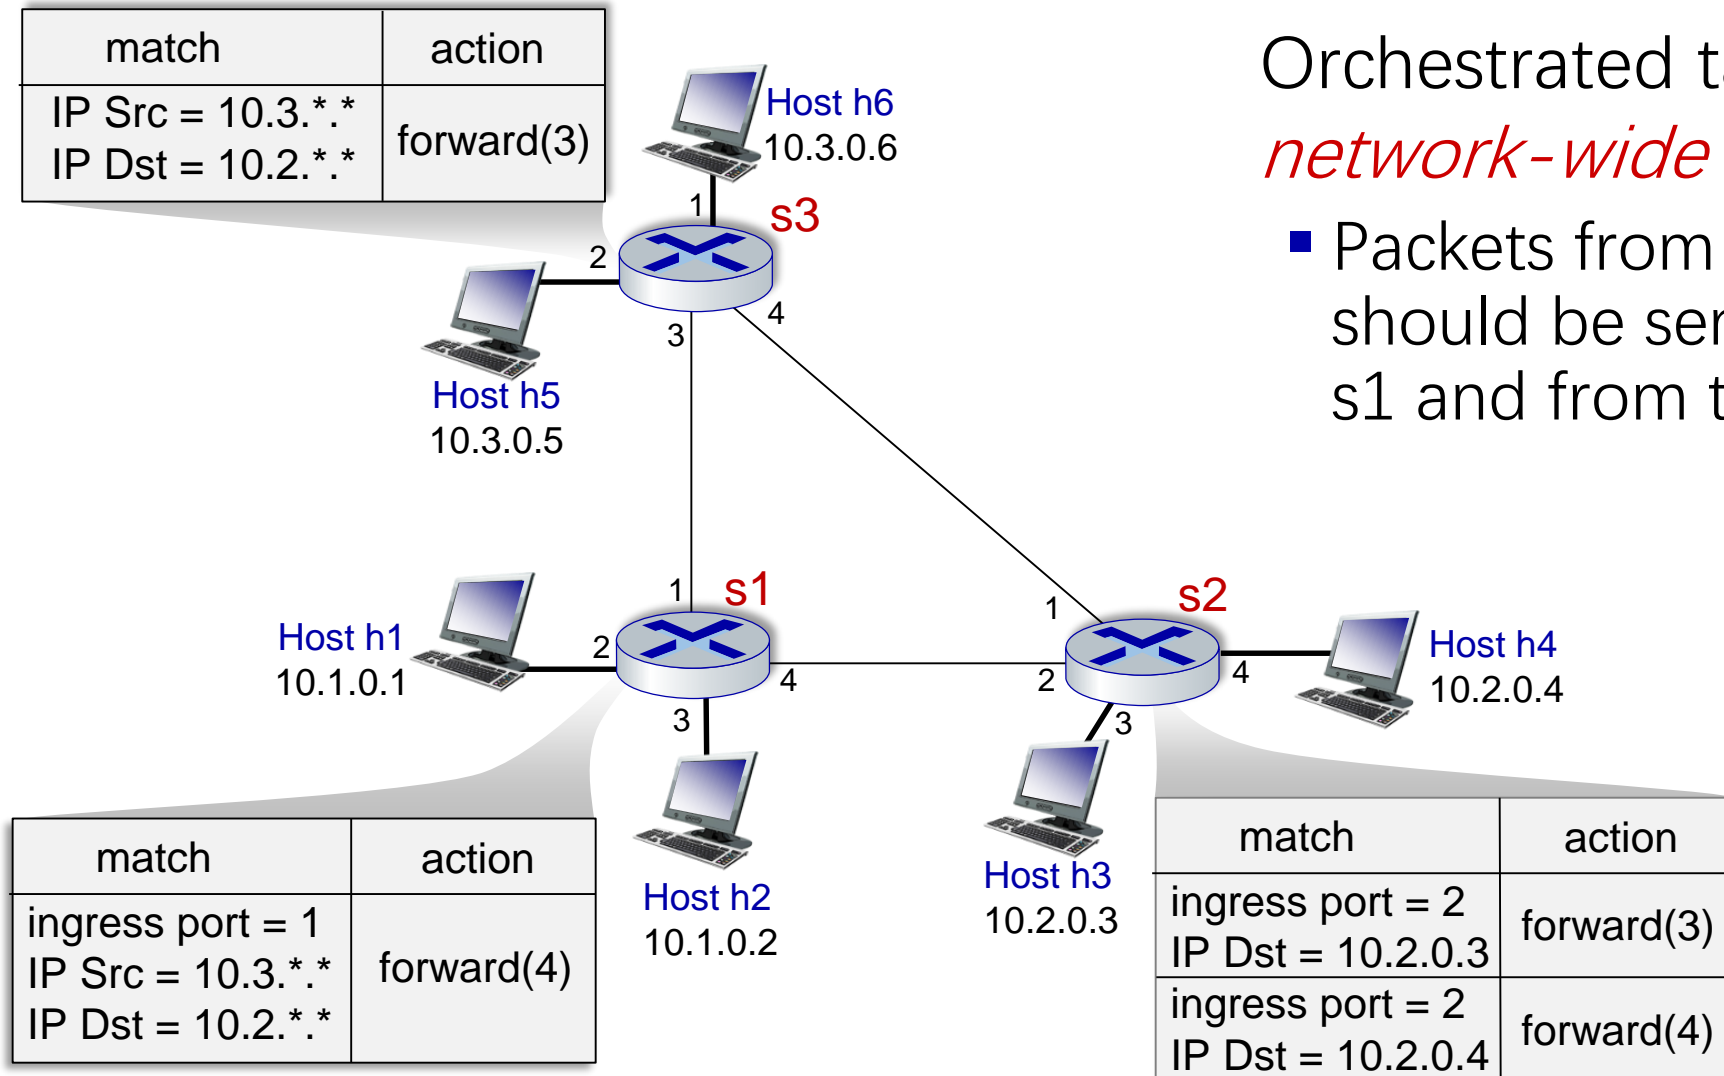 match action
IP Src = 10.3.*.*
IP Dst = 10.2.*.*
forward(3)
Host h6
10.3.0.6
Orchestrated
network-wide
▪ Packets from
should be
s1 and from
1
s3
2
3
4
Host h5
10.3.0.5
1
s1
2
3
4
Host h1
10.1.0.1
1
s2
2
3
4
Host h4
10.2.0.4
Host h2
10.1.0.2
Host h3
10.2.0.3
match action
ingress port = 1
IP Src = 10.3.*.*
IP Dst = 10.2.*.*
forward(4)
match action
ingress port = 2
IP Dst = 10.2.0.3
forward(3)
ingress port = 2
IP Dst = 10.2.0.4
forward(4)